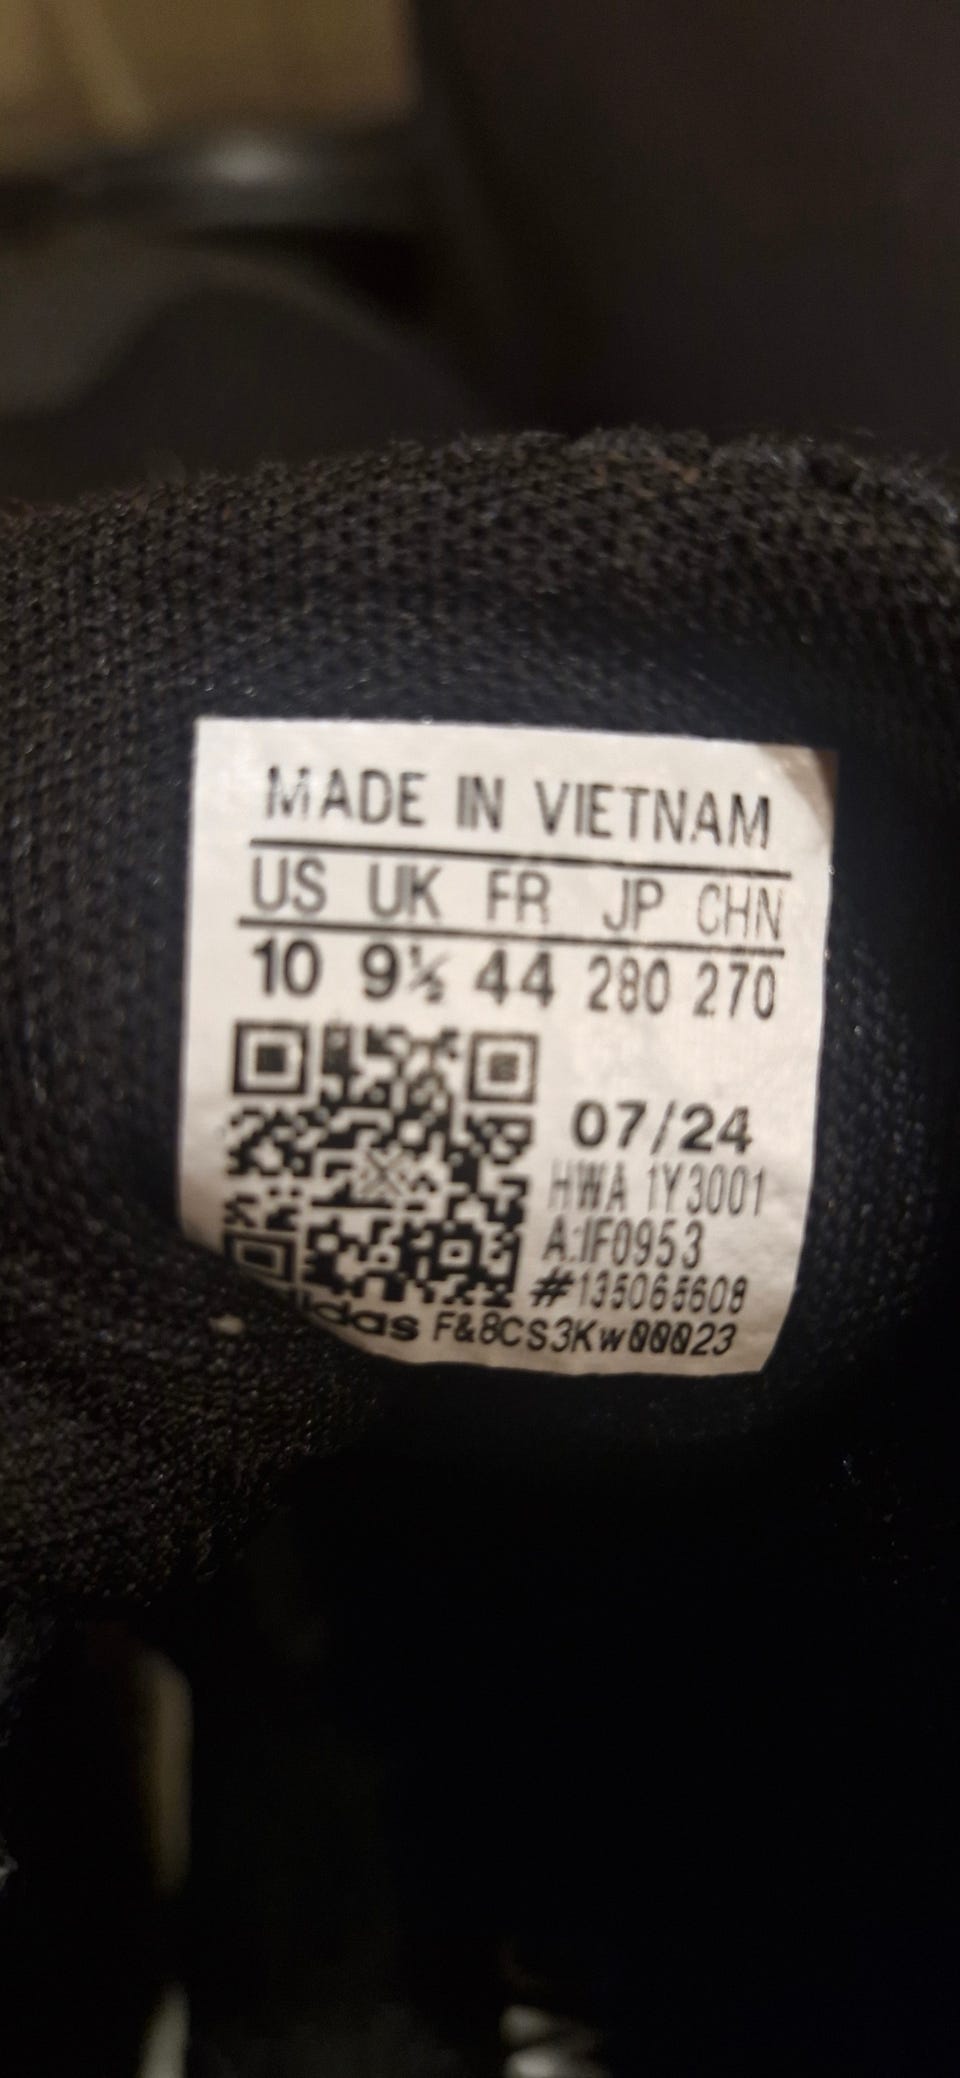 MADE IN VIETNAM
US UK FR JP CHN
10 9½ 44 280 270
07/24
HWA 1Y3001
A:IF0953
#135065608
F&8CS3Kw00023